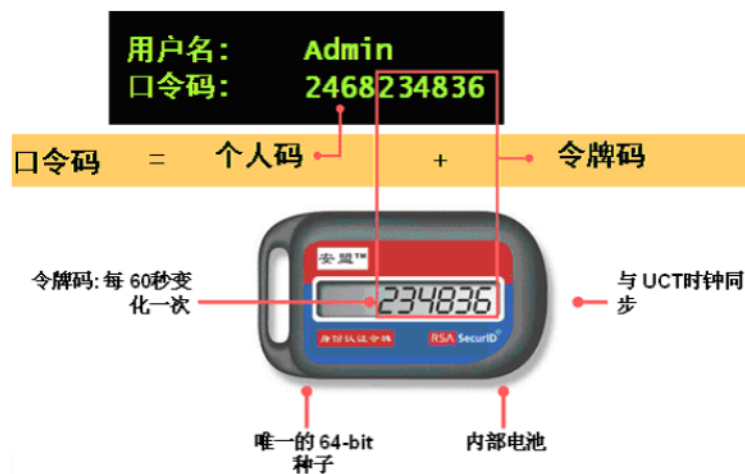 用户名： Admin
口令码： 2468234836
口令码 = 个人码 + 令牌码
安盟™
令牌码: 每 60秒变
化一次
234836
与 UCT时钟同
步
身份认证令牌 RSA SecurID
唯一的 64-bit
种子
内部电池